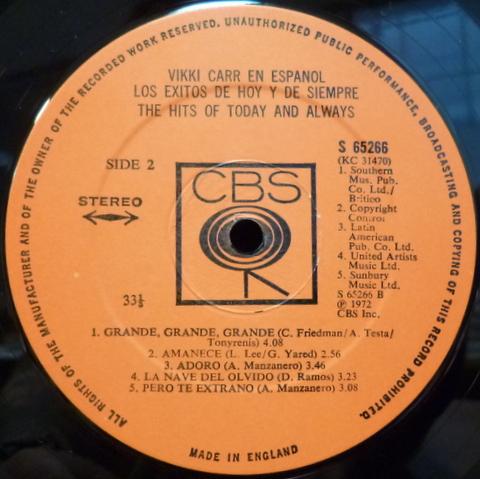 ALL RIGHTS OF THE MANUFACTURER AND OF THE OWNER OF THE RECORDED WORK RESERVED. UNAUTHORIZED PUBLIC PERFORMANCE, BROADCASTING AND COPYING OF THIS RECORD PROHIBITED.
VIKKI CARR EN ESPANOL
LOS EXITOS DE HOY Y DE SIEMPRE
THE HITS OF TODAY AND ALWAYS
SIDE 2
STEREO
33⅓
CBS
S 65266
(KC 31470)
1. Southern
Mus. Pub.
Co. Ltd./
Britico
2. Copyright
Control
3. Latin
American
Pub. Co. Ltd.
4. United Artists
Music Ltd.
5. Sunbury
Music Ltd.
S 65266 B
℗ 1972
CBS Inc.
1. GRANDE, GRANDE, GRANDE (C. Friedman/A. Testa/
Tonyrenis) 4.08
2. AMANECE (L. Lee/G. Yared) 2.56
3. ADORO (A. Manzanero) 3.46
4. LA NAVE DEL OLVIDO (D. Ramos) 3.23
5. PERO TE EXTRANO (A. Manzanero) 3.08
MADE IN ENGLAND